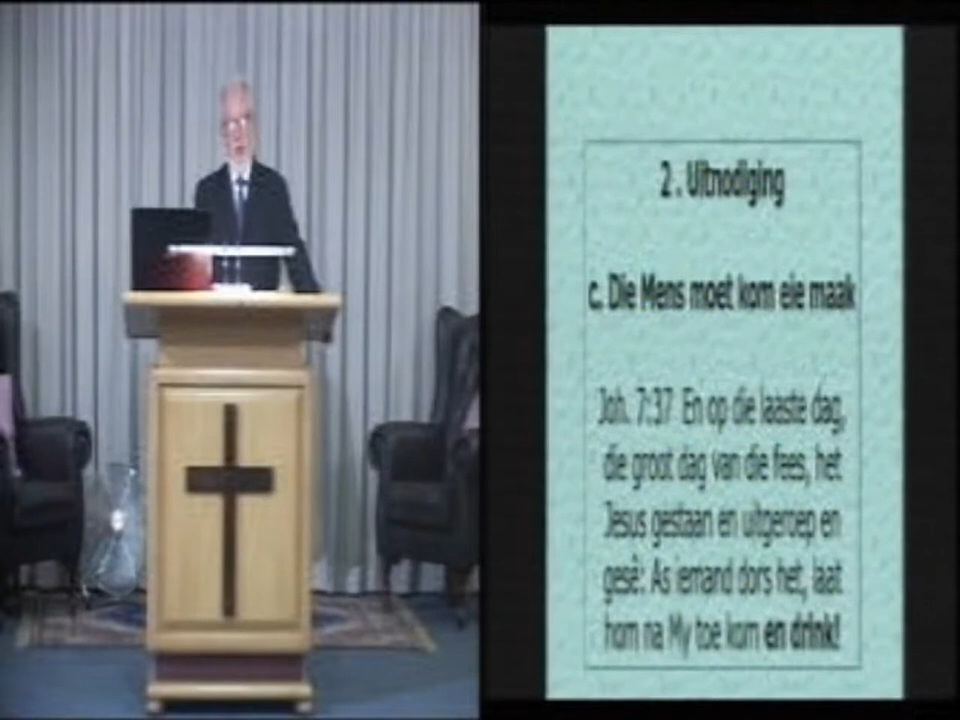 2. Uitnodiging
c. Die Mens moet kom eie maak
Joh. 7:37 En op die laaste dag,
die groot dag van die fees, het
Jesus gestaan en uitgeroep en
gesê: As iemand dors het, laat
hom na My toe kom en drink!